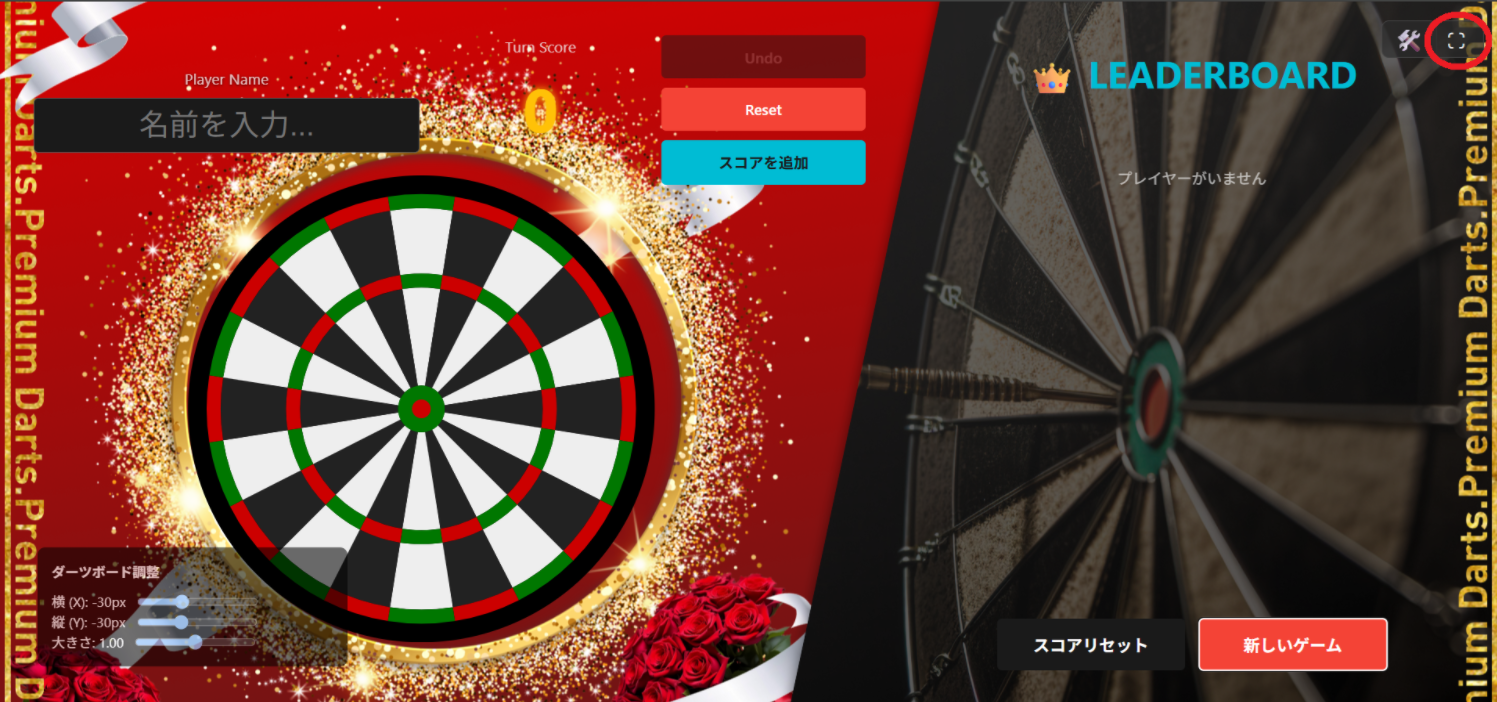 Player Name
名前を入力...
Turn Score
Undo
Reset
スコアを追加
LEADERBOARD
プレイヤーがいません
ダーツボード調整
横 (X): -30px
縦 (Y): -30px
大きさ: 1.00
スコアリセット
新しいゲーム
nium Darts.Premium Darts.Premium D
nium Darts.Premium Darts.Premium